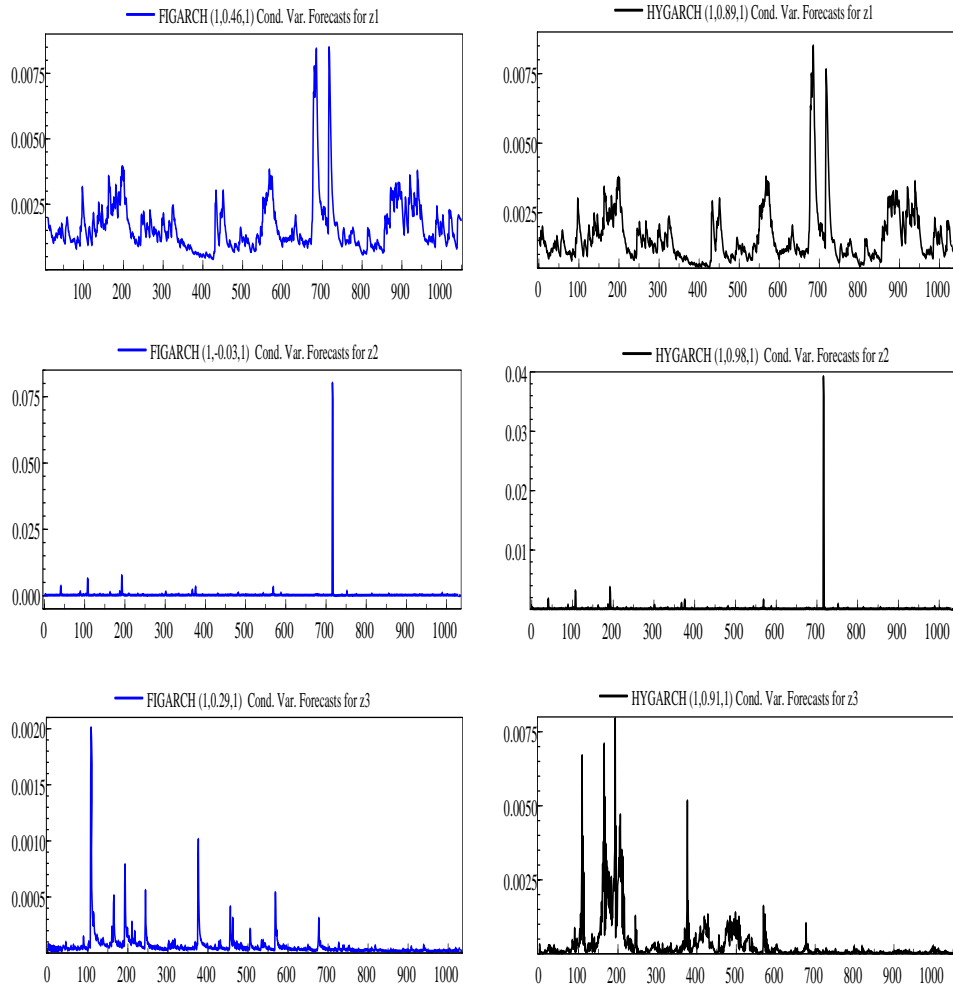 FIGARCH (1,0.46,1) Cond. Var. Forecasts for z1
0.0075
0.0050
0.0025
100 200 300 400 500 600 700 800 900 1000
HYGARCH (1,0.89,1) Cond. Var. Forecasts for z1
0.0075
0.0050
0.0025
0 100 200 300 400 500 600 700 800 900 1000
FIGARCH (1,-0.03,1) Cond. Var. Forecasts for z2
0.075
0.050
0.025
0.000
0 100 200 300 400 500 600 700 800 900 1000
HYGARCH (1,0.98,1) Cond. Var. Forecasts for z2
0.04
0.03
0.02
0.01
0 100 200 300 400 500 600 700 800 900 1000
FIGARCH (1,0.29,1) Cond. Var. Forecasts for z3
0.0020
0.0015
0.0010
0.0005
0 100 200 300 400 500 600 700 800 900 1000
HYGARCH (1,0.91,1) Cond. Var. Forecasts for z3
0.0075
0.0050
0.0025
0 100 200 300 400 500 600 700 800 900 1000